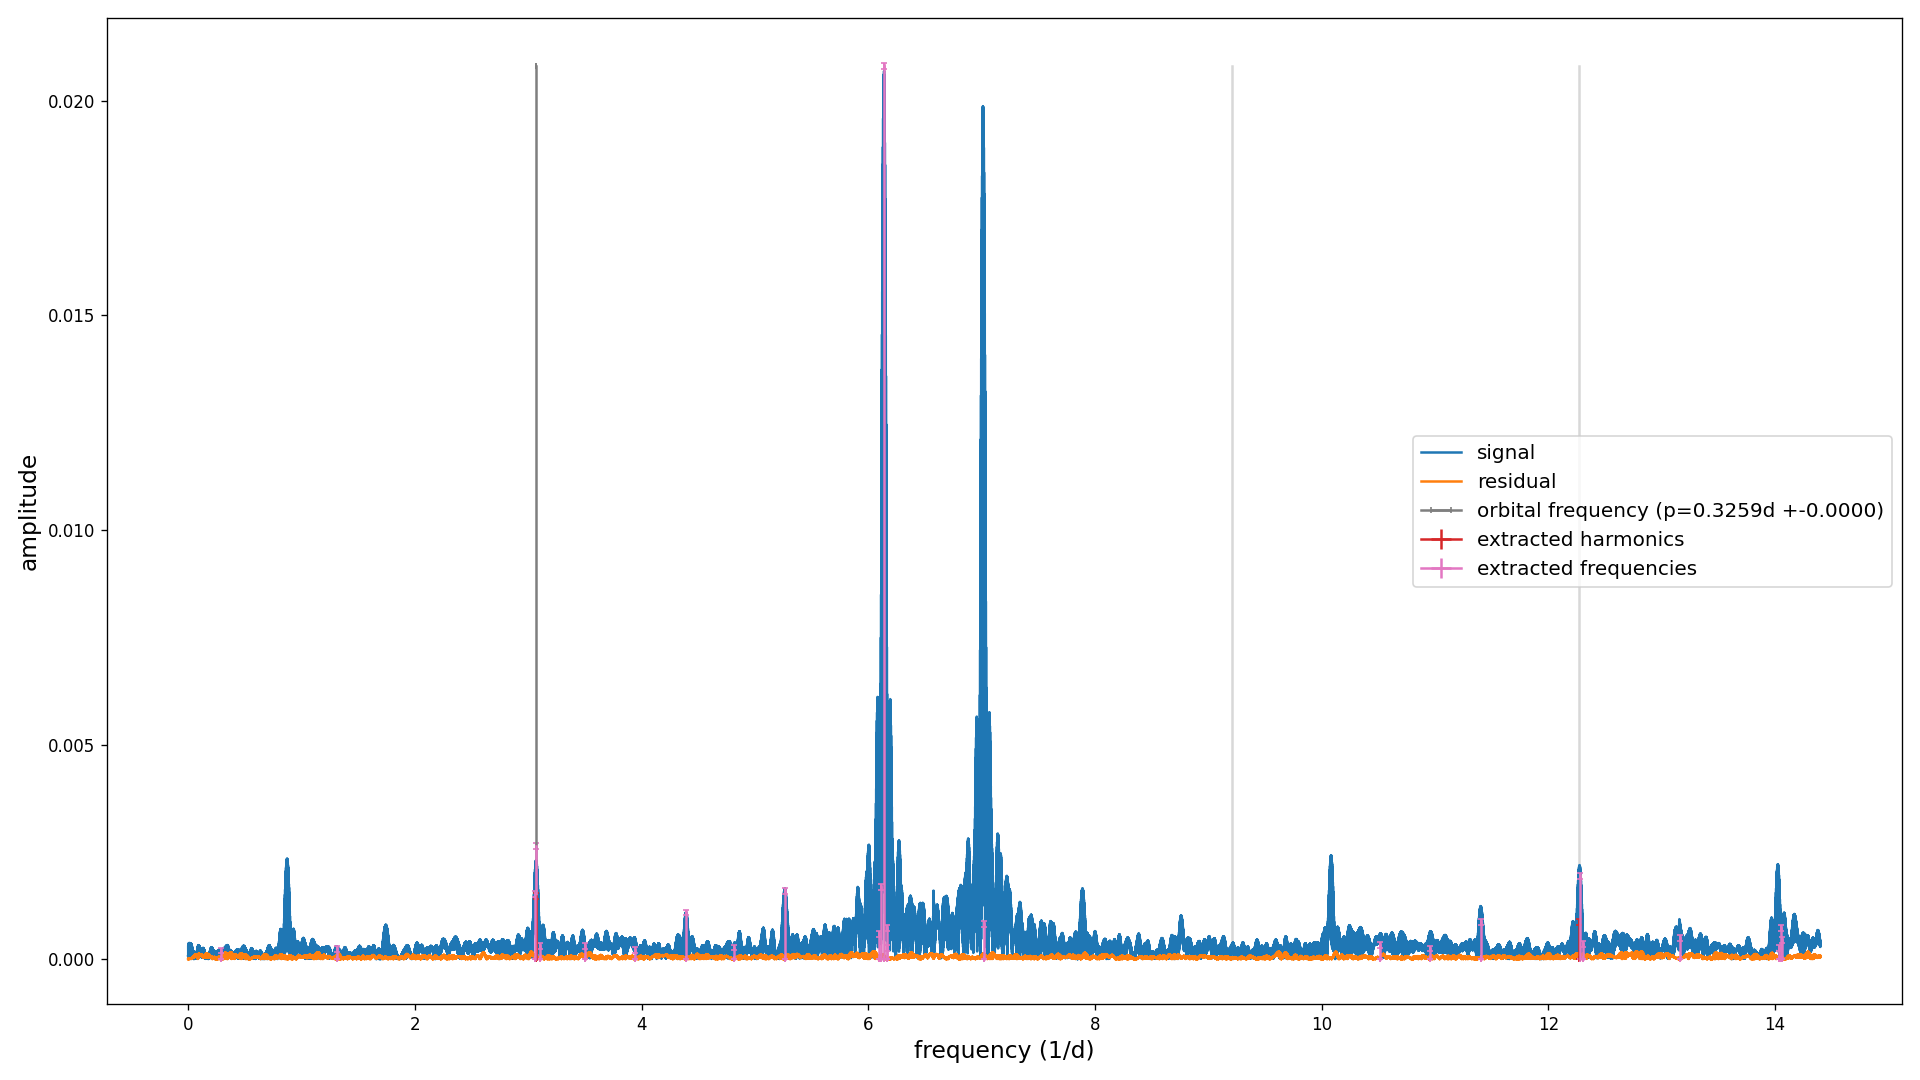 0.020
0.015
0.010
0.005
0.000
amplitude
signal
residual
orbital frequency (p=0.3259d +-0.0000)
extracted harmonics
extracted frequencies
0 2 4 6 8 10 12 14
frequency (1/d)